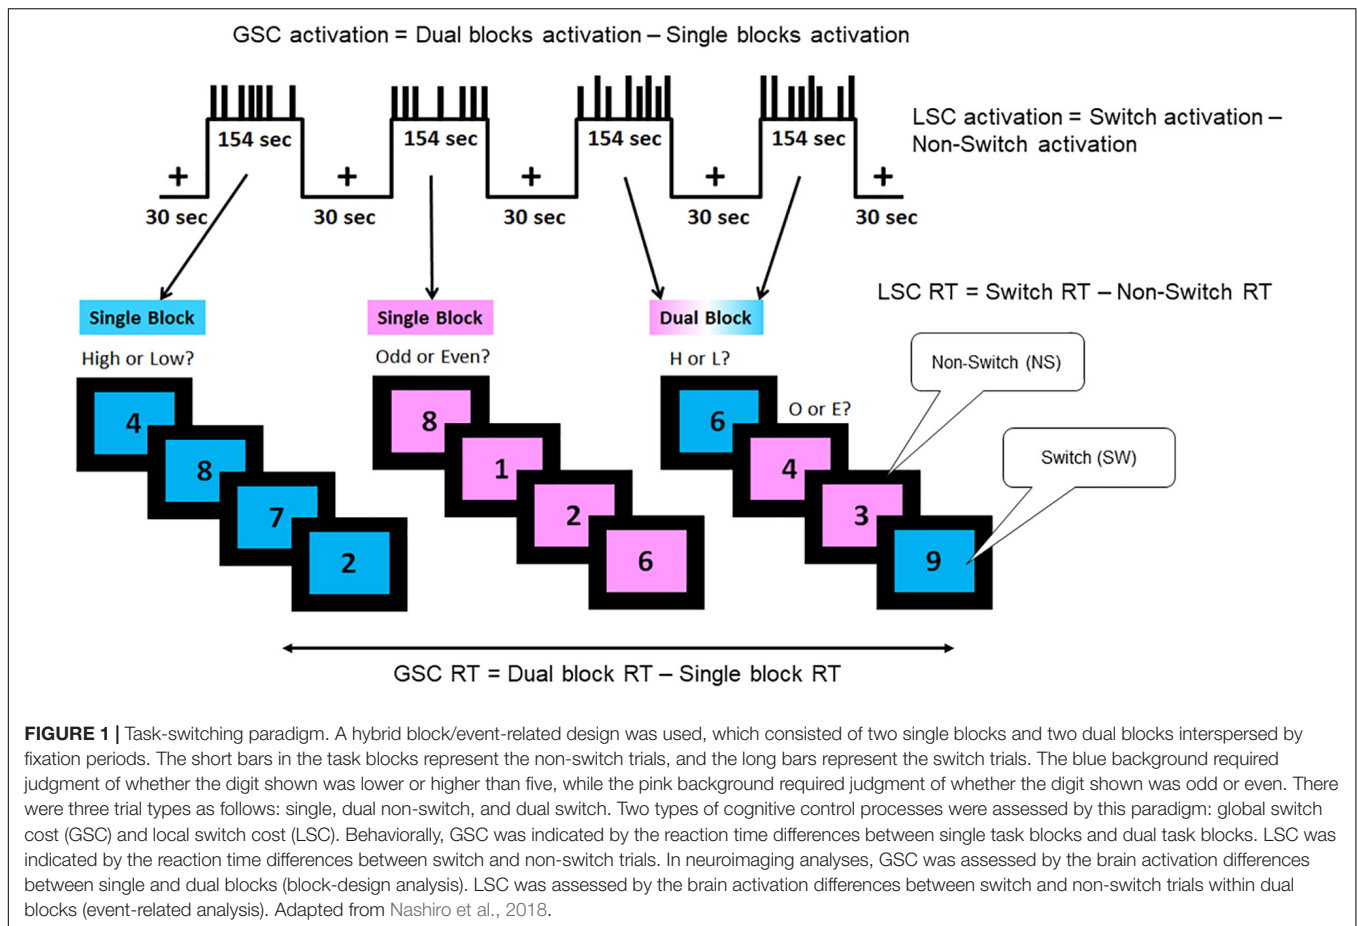 GSC activation = Dual blocks activation – Single blocks activation
LSC activation = Switch activation –
Non-Switch activation
154 sec
154 sec
154 sec
154 sec
+
+
+
+
+
30 sec
30 sec
30 sec
30 sec
30 sec
LSC RT = Switch RT – Non-Switch RT
Single Block
Single Block
Dual Block
High or Low?
Odd or Even?
H or L?
O or E?
Non-Switch (NS)
Switch (SW)
4
8
7
2
8
1
2
6
6
4
3
9
GSC RT = Dual block RT – Single block RT
FIGURE 1 | Task-switching paradigm. A hybrid block/event-related design was used, which consisted of two single blocks and two dual blocks interspersed by
fixation periods. The short bars in the task blocks represent the non-switch trials, and the long bars represent the switch trials. The blue background required
judgment of whether the digit shown was lower or higher than five, while the pink background required judgment of whether the digit shown was odd or even. There
were three trial types as follows: single, dual non-switch, and dual switch. Two types of cognitive control processes were assessed by this paradigm: global switch
cost (GSC) and local switch cost (LSC). Behaviorally, GSC was indicated by the reaction time differences between single task blocks and dual task blocks. LSC was
indicated by the reaction time differences between switch and non-switch trials. In neuroimaging analyses, GSC was assessed by the brain activation differences
between single and dual blocks (block-design analysis). LSC was assessed by the brain activation differences between switch and non-switch trials within dual
blocks (event-related analysis). Adapted from Nashiro et al., 2018.